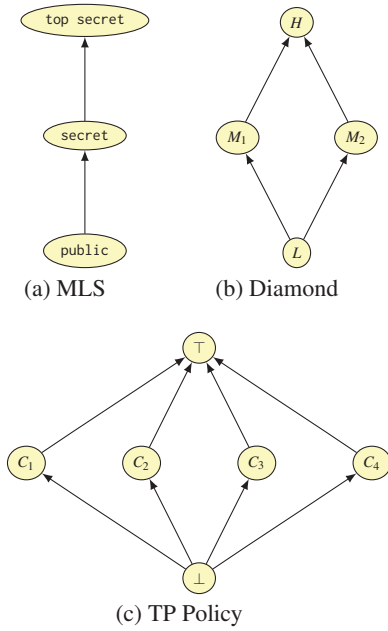 top secret
secret
public
(a) MLS
H
M₁ M₂
L
(b) Diamond
⊤
C₁ C₂ C₃ C₄
⊥
(c) TP Policy